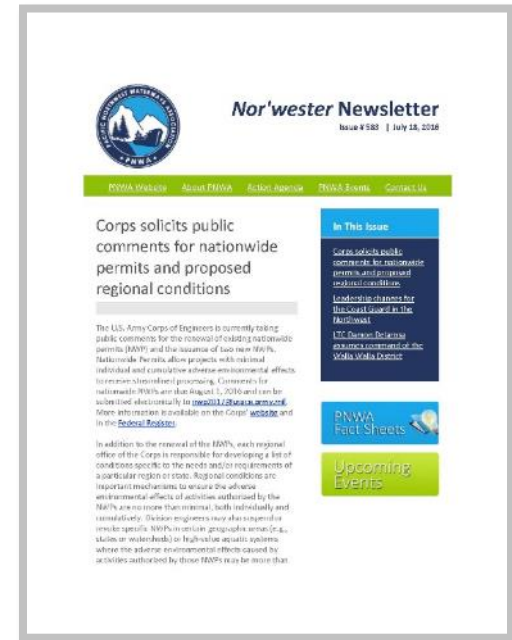 PACIFIC NORTHWEST WATERWAYS ASSOCIATION
• PNWA •
Nor'wester Newsletter
Issue # 583 | July 18, 2016
PNWA Website About PNWA Action Agenda PNWA Events Contact Us
Corps solicits public
comments for nationwide
permits and proposed
regional conditions
The U.S. Army Corps of Engineers is currently taking
public comments for the renewal of existing nationwide
permits (NWP) and the issuance of two new NWPs.
Nationwide Permits allow projects with minimal
individual and cumulative adverse environmental effects
to receive streamlined processing. Comments for
nationwide NWPs are due August 1, 2016 and can be
submitted electronically to
More information is available on the Corps' website and
in the Federal Register.
In addition to the renewal of the NWPs, each regional
office of the Corps is responsible for developing a list of
conditions specific to the needs and/or requirements of
a particular region or state. Regional conditions are
important mechanisms to ensure the adverse
environmental effects of activities authorized by the
NWPs are no more than minimal, both individually and
cumulatively. Division engineers may also suspend or
revoke specific NWPs in certain geographic areas (e.g.,
states or watersheds) or high-value aquatic systems
where the adverse environmental effects caused by
activities authorized by those NWPs may be more than
In This Issue
Corps solicits public
comments for nationwide
permits and proposed
regional conditions
Leadership changes for
the Coast Guard in the
Northwest
LTC Damon Delarosa
assumes command of the
Walla Walla District
PNWA
Fact Sheets
Upcoming
Events